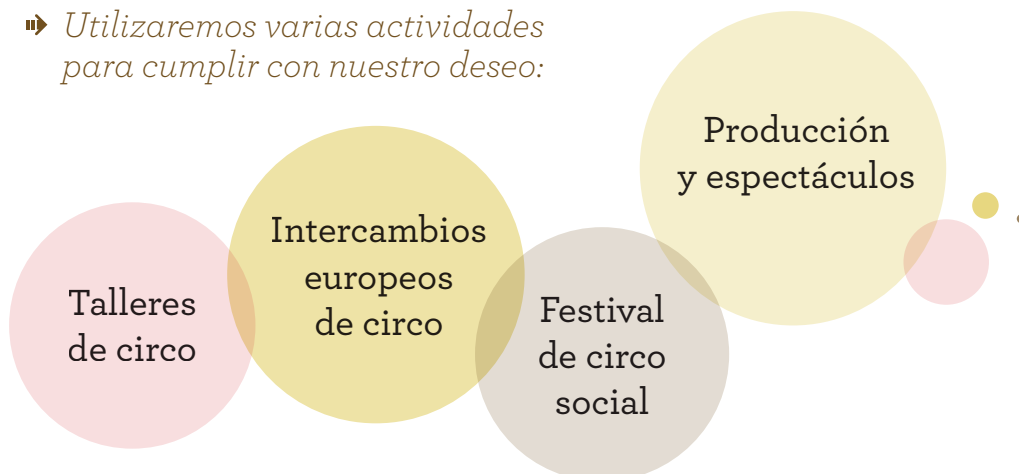 Utilizaremos varias actividades
para cumplir con nuestro deseo:
Talleres
de circo
Intercambios
europeos
de circo
Festival
de circo
social
Producción
y espectáculos